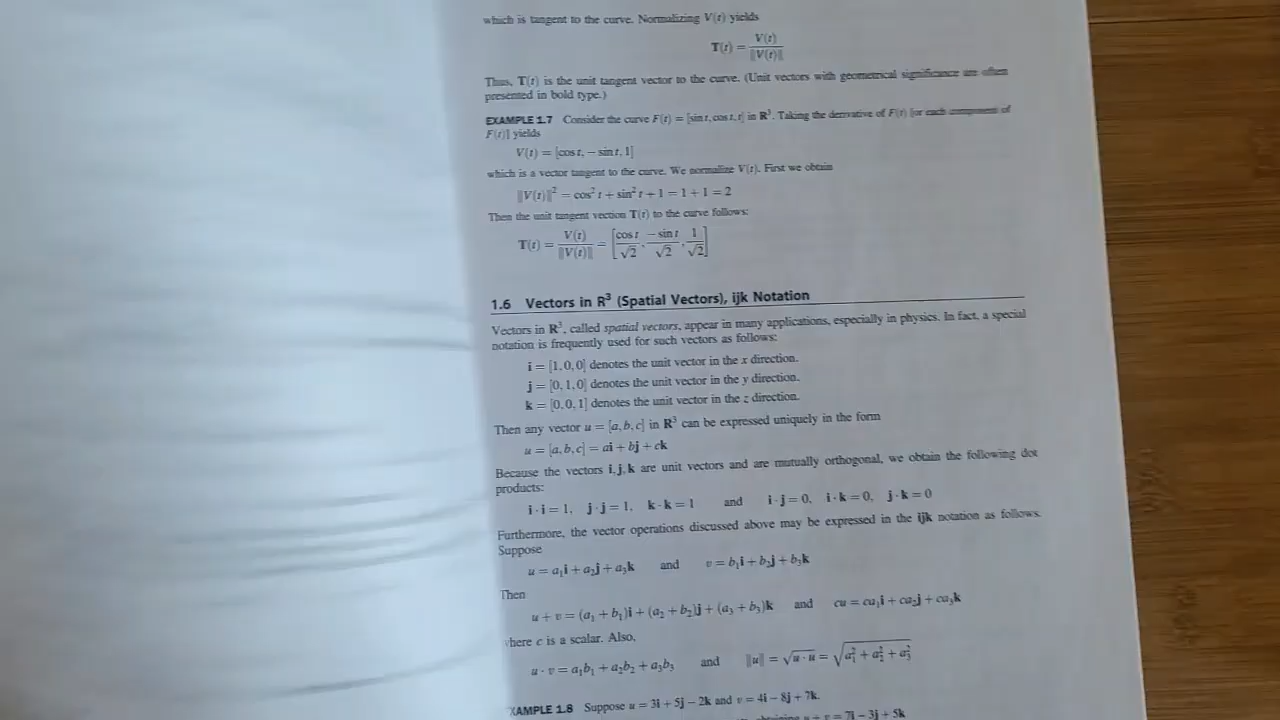 which is tangent to the curve. Normalizing V(t) yields
T(t) = V(t) / ‖V(t)‖
Thus, T(t) is the unit tangent vector to the curve. (Unit vectors with geometrical significance are often
presented in bold type.)
EXAMPLE 1.7 Consider the curve F(t) = [sin t, cos t, t] in R³. Taking the derivative of F(t) [or each component of
F(t)] yields
V(t) = [cos t, − sin t, 1]
which is a vector tangent to the curve. We normalize V(t). First we obtain
‖V(t)‖² = cos² t + sin² t + 1 = 1 + 1 = 2
Then the unit tangent vection T(t) to the curve follows:
T(t) = V(t) / ‖V(t)‖ = [cos t / √2, − sin t / √2, 1 / √2]
1.6 Vectors in R³ (Spatial Vectors), ijk Notation
Vectors in R³, called spatial vectors, appear in many applications, especially in physics. In fact, a special
notation is frequently used for such vectors as follows:
i = [1, 0, 0] denotes the unit vector in the x direction.
j = [0, 1, 0] denotes the unit vector in the y direction.
k = [0, 0, 1] denotes the unit vector in the z direction.
Then any vector u = [a, b, c] in R³ can be expressed uniquely in the form
u = [a, b, c] = ai + bj + ck
Because the vectors i, j, k are unit vectors and are mutually orthogonal, we obtain the following dot
products:
i · i = 1, j · j = 1, k · k = 1 and i · j = 0, i · k = 0, j · k = 0
Furthermore, the vector operations discussed above may be expressed in the ijk notation as follows.
Suppose
u = a₁i + a₂j + a₃k and v = b₁i + b₂j + b₃k
Then
u + v = (a₁ + b₁)i + (a₂ + b₂)j + (a₃ + b₃)k and cu = ca₁i + ca₂j + ca₃k
where c is a scalar. Also,
u · v = a₁b₁ + a₂b₂ + a₃b₃ and ‖u‖ = √u · u = √a₁² + a₂² + a₃²
EXAMPLE 1.8 Suppose u = 3i + 5j − 2k and v = 4i − 8j + 7k.
u + v = 7i − 3j + 5k